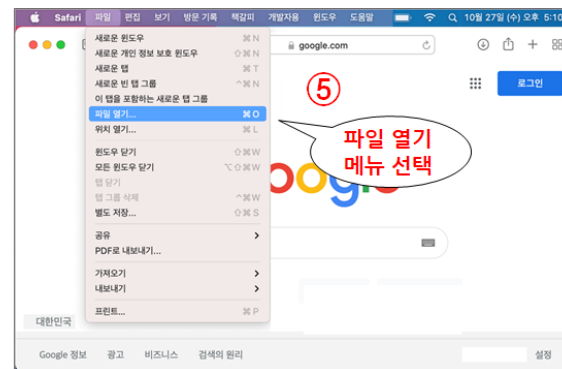 Safari 파일 편집 보기 방문 기록 책갈피 개발자용 윈도우 도움말 10월 27일 (수) 오후 5:10
google.com
새로운 윈도우 ⌘ N
새로운 개인 정보 보호 윈도우 ⇧⌘ N
새로운 탭 ⌘ T
새로운 빈 탭 그룹 ^⌘ N
이 탭을 포함하는 새로운 탭 그룹
파일 열기... ⌘ O
위치 열기... ⌘ L
윈도우 닫기 ⇧⌘ W
모든 윈도우 닫기 ⌥⇧⌘ W
탭 닫기
탭 그룹 삭제 ^⌘ W
별도 저장... ⇧⌘ S
공유
PDF로 내보내기...
가져오기
내보내기
프린트... ⌘ P
⑤
로그인
파일 열기
메뉴 선택
Google
대한민국
Google 정보 광고 비즈니스 검색의 원리 설정